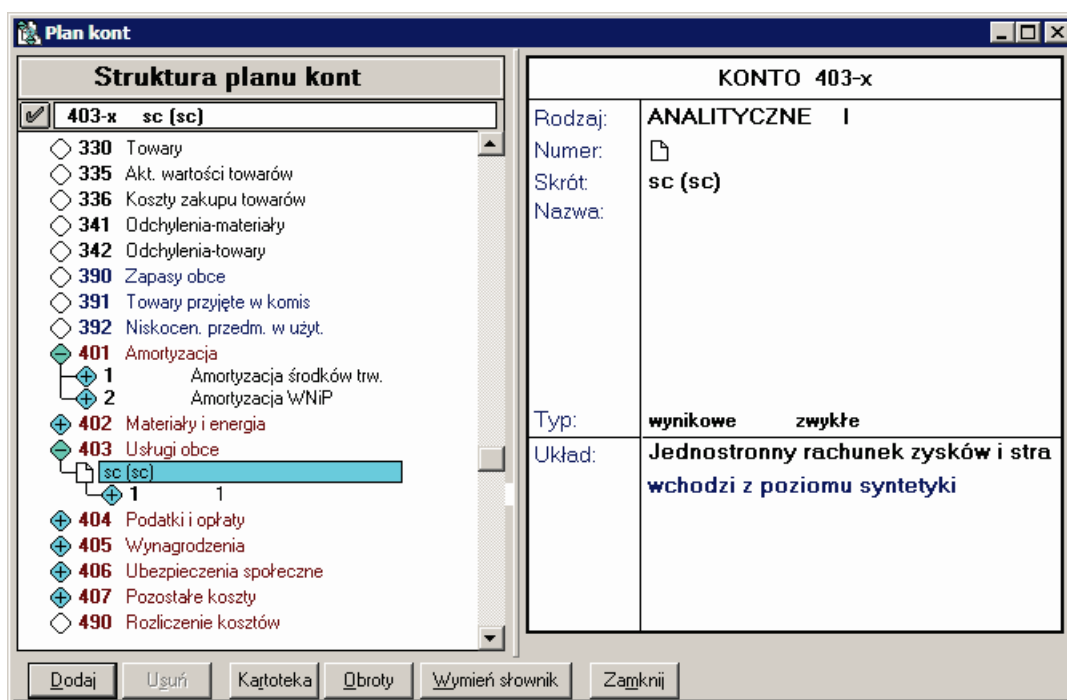 Plan kont
Struktura planu kont
403-x sc (sc)
330 Towary
335 Akt. wartości towarów
336 Koszty zakupu towarów
341 Odchylenia-materiały
342 Odchylenia-towary
390 Zapasy obce
391 Towary przyjęte w komis
392 Niskocen. przedm. w użyt.
401 Amortyzacja
1 Amortyzacja środków trw.
2 Amortyzacja WNiP
402 Materiały i energia
403 Usługi obce
sc (sc)
1 1
404 Podatki i opłaty
405 Wynagrodzenia
406 Ubezpieczenia społeczne
407 Pozostałe koszty
490 Rozliczenie kosztów
KONTO 403-x
Rodzaj: ANALITYCZNE I
Numer:
Skrót: sc (sc)
Nazwa:
Typ: wynikowe zwykłe
Układ: Jednostronny rachunek zysków i stra
wchodzi z poziomu syntetyki
Dodaj Usuń Kartoteka Obroty Wymień słownik Zamknij